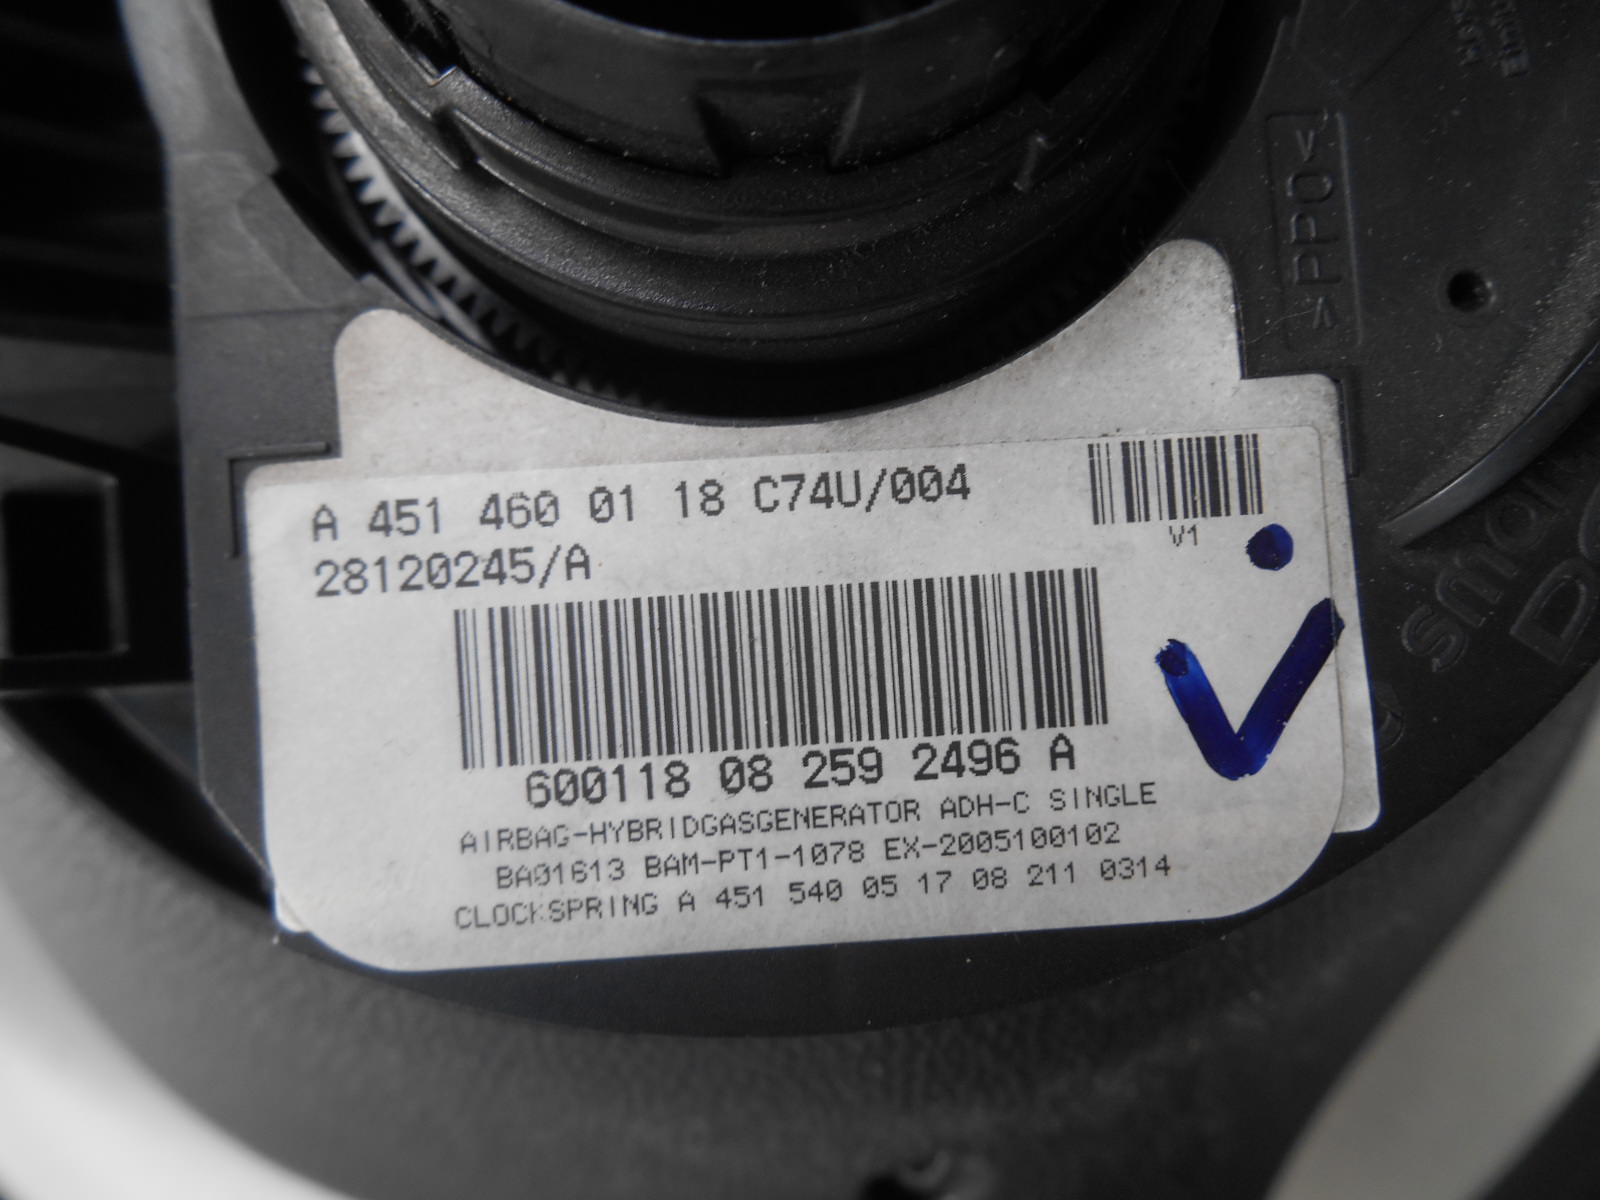 >PPO<
A 451 460 01 18 C74U/004
V1
28120245/A
600118 08 259 2496 A
AIRBAG-HYBRIDGASGENERATOR ADH-C SINGLE
BA01613 BAM-PT1-1078 EX-2005100102
CLOCKSPRING A 451 540 05 17 08 211 0314
smar